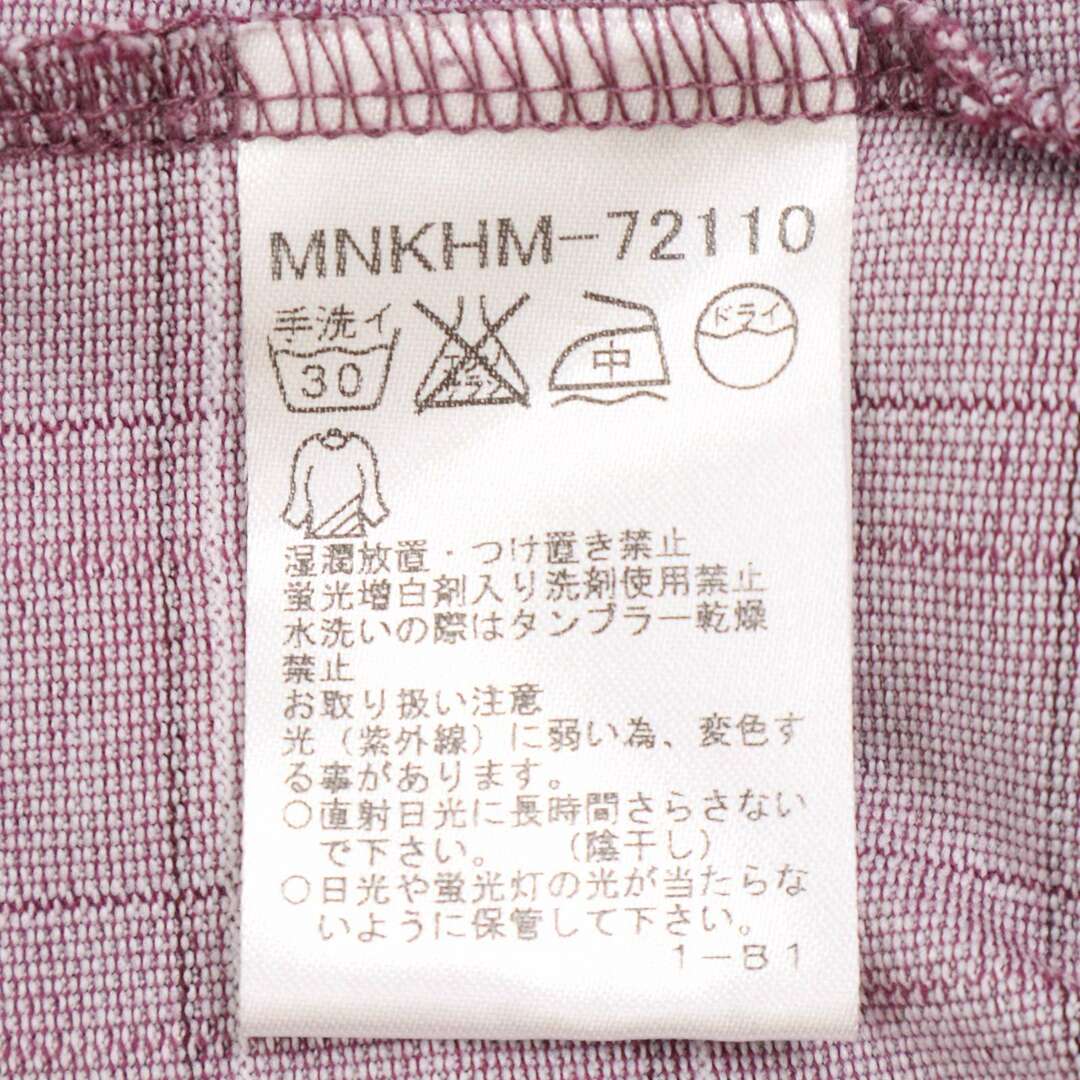 MNKHM-72110
手洗イ
30
エンソ
サラシ
中
ドライ
湿潤放置・つけ置き禁止
蛍光増白剤入り洗剤使用禁止
水洗いの際はタンブラー乾燥
禁止
お取り扱い注意
光(紫外線)に弱い為、変色す
る事があります。
○直射日光に長時間さらさない
で下さい。 (陰干し)
○日光や蛍光灯の光が当たらな
いように保管して下さい。
1-B1